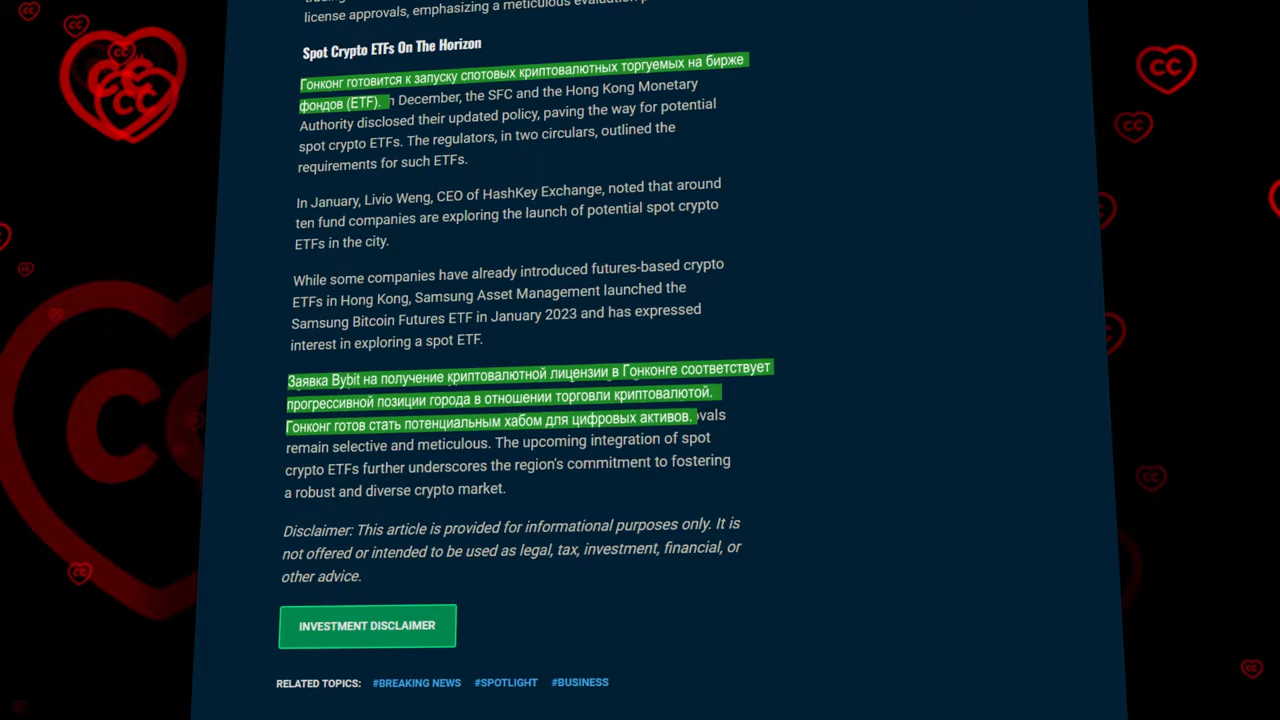 license approvals, emphasizing a meticulous evaluation
Spot Crypto ETFs On The Horizon
Гонконг готовится к запуску спотовых криптовалютных торгуемых на бирже
фондов (ETF). n December, the SFC and the Hong Kong Monetary
Authority disclosed their updated policy, paving the way for potential
spot crypto ETFs. The regulators, in two circulars, outlined the
requirements for such ETFs.
In January, Livio Weng, CEO of HashKey Exchange, noted that around
ten fund companies are exploring the launch of potential spot crypto
ETFs in the city.
While some companies have already introduced futures-based crypto
ETFs in Hong Kong, Samsung Asset Management launched the
Samsung Bitcoin Futures ETF in January 2023 and has expressed
interest in exploring a spot ETF.
Заявка Bybit на получение криптовалютной лицензии в Гонконге соответствует
прогрессивной позиции города в отношении торговли криптовалютой.
Гонконг готов стать потенциальным хабом для цифровых активов. ovals
remain selective and meticulous. The upcoming integration of spot
crypto ETFs further underscores the region's commitment to fostering
a robust and diverse crypto market.
Disclaimer: This article is provided for informational purposes only. It is
not offered or intended to be used as legal, tax, investment, financial, or
other advice.
INVESTMENT DISCLAIMER
RELATED TOPICS: #BREAKING NEWS #SPOTLIGHT #BUSINESS